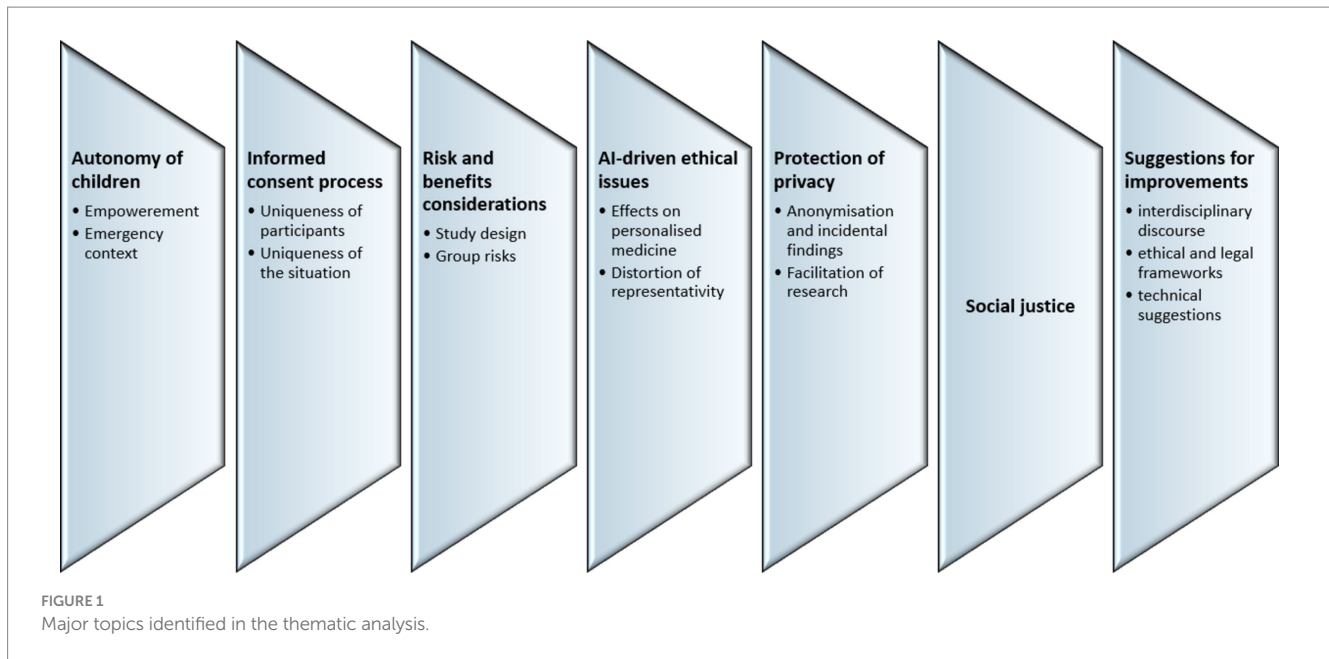 Autonomy of
children
• Empowerement
• Emergency
context
Informed
consent process
• Uniqueness of
participants
• Uniqueness of
the situation
Risk and
benefits
considerations
• Study design
• Group risks
AI-driven ethical
issues
• Effects on
personalised
medicine
• Distortion of
representativity
Protection of
privacy
• Anonymisation
and incidental
findings
• Facilitation of
research
Social justice
Suggestions for
improvements
• interdisciplinary
discourse
• ethical and legal
frameworks
• technical
suggestions
FIGURE 1
Major topics identified in the thematic analysis.